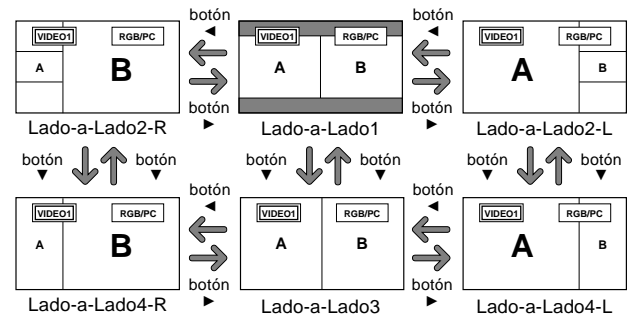 botón ◄ botón ◄
VIDEO1 RGB/PC VIDEO1 RGB/PC VIDEO1 RGB/PC
A B A B A B
botón ► botón ►
Lado-a-Lado2-R Lado-a-Lado1 Lado-a-Lado2-L
botón ▼ botón ▼ botón ▼ botón ▼ botón ▼ botón ▼
botón ◄ botón ◄
VIDEO1 RGB/PC VIDEO1 RGB/PC VIDEO1 RGB/PC
A B A B A B
botón ► botón ►
Lado-a-Lado4-R Lado-a-Lado3 Lado-a-Lado4-L